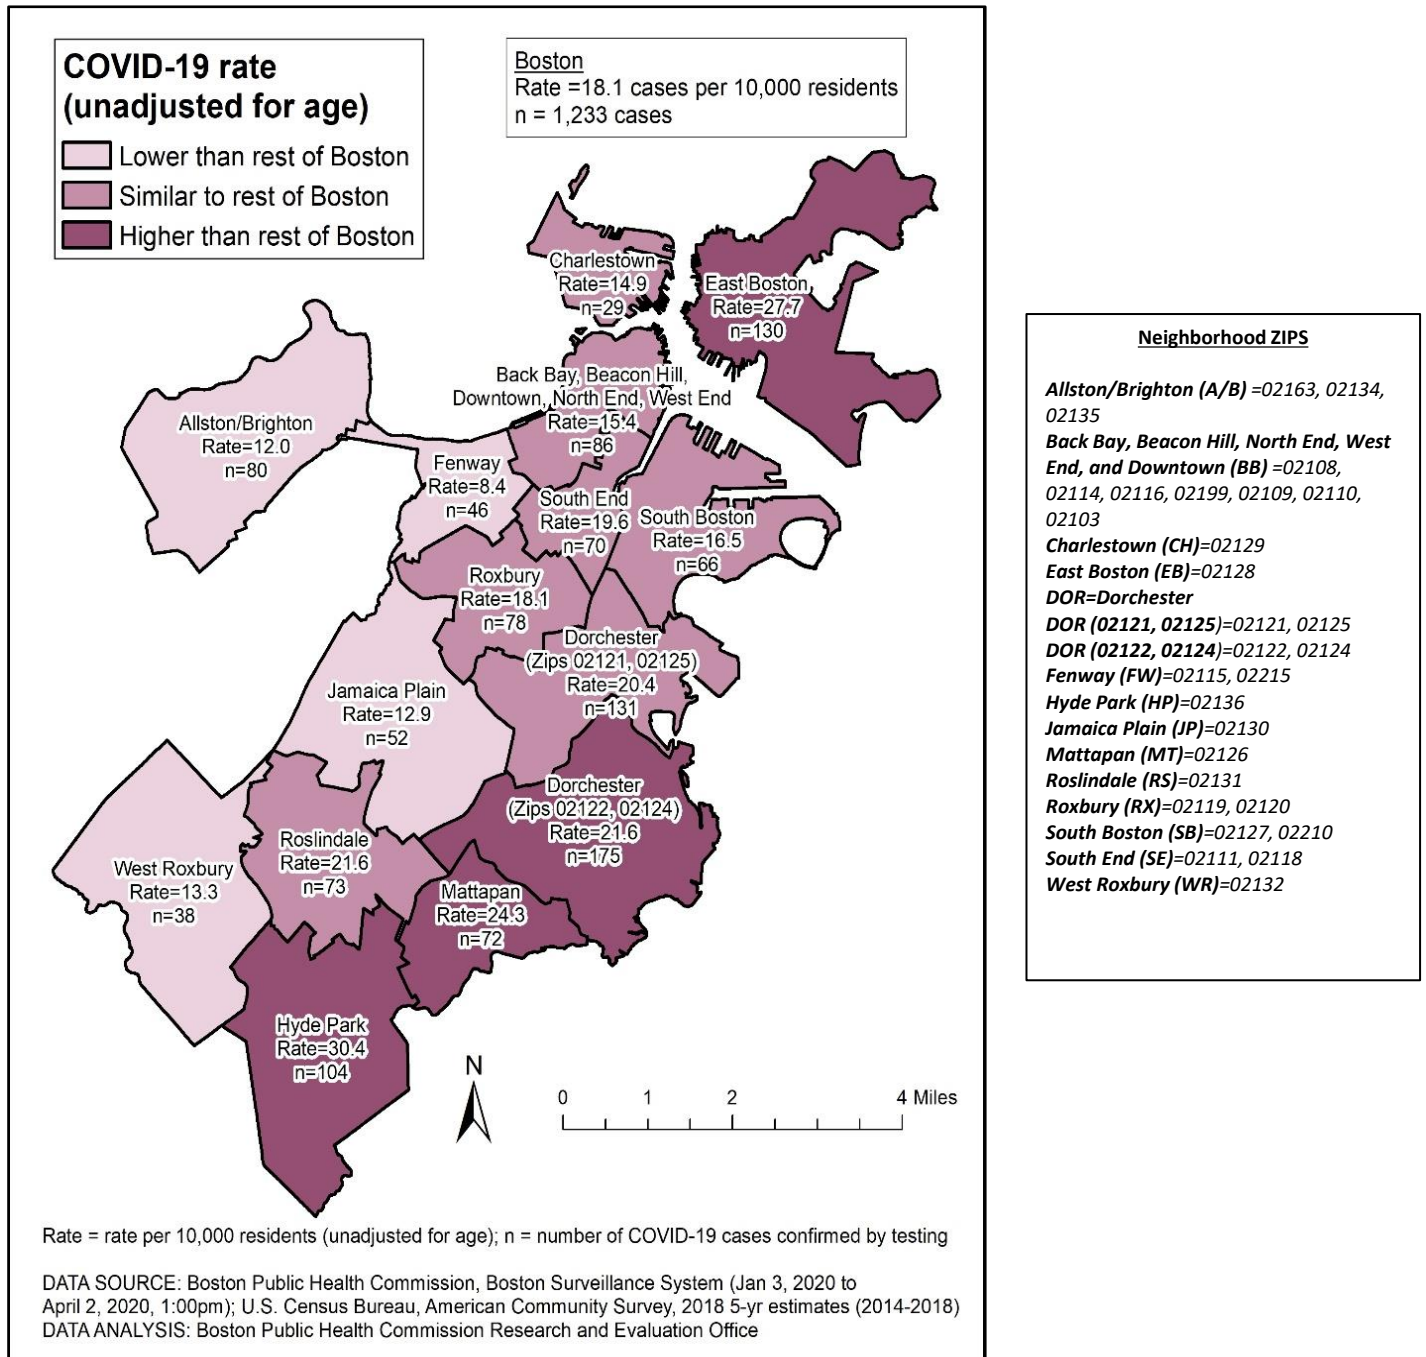 COVID-19 rate
(unadjusted for age)
Lower than rest of Boston
Similar to rest of Boston
Higher than rest of Boston
Boston
Rate =18.1 cases per 10,000 residents
n = 1,233 cases
Charlestown
Rate=14.9
n=29
East Boston
Rate=27.7
n=130
Back Bay, Beacon Hill,
Downtown, North End, West End
Rate=15.4
n=86
Allston/Brighton
Rate=12.0
n=80
Fenway
Rate=8.4
n=46
South End
Rate=19.6
n=70
South Boston
Rate=16.5
n=66
Roxbury
Rate=18.1
n=78
Dorchester
(Zips 02121, 02125)
Rate=20.4
n=131
Jamaica Plain
Rate=12.9
n=52
Dorchester
(Zips 02122, 02124)
Rate=21.6
n=175
Roslindale
Rate=21.6
n=73
West Roxbury
Rate=13.3
n=38
Mattapan
Rate=24.3
n=72
Hyde Park
Rate=30.4
n=104
N
0 1 2 4 Miles
Rate = rate per 10,000 residents (unadjusted for age); n = number of COVID-19 cases confirmed by testing
DATA SOURCE: Boston Public Health Commission, Boston Surveillance System (Jan 3, 2020 to
April 2, 2020, 1:00pm); U.S. Census Bureau, American Community Survey, 2018 5-yr estimates (2014-2018)
DATA ANALYSIS: Boston Public Health Commission Research and Evaluation Office
Neighborhood ZIPS
Allston/Brighton (A/B) =02163, 02134,
02135
Back Bay, Beacon Hill, North End, West
End, and Downtown (BB) =02108,
02114, 02116, 02199, 02109, 02110,
02103
Charlestown (CH)=02129
East Boston (EB)=02128
DOR=Dorchester
DOR (02121, 02125)=02121, 02125
DOR (02122, 02124)=02122, 02124
Fenway (FW)=02115, 02215
Hyde Park (HP)=02136
Jamaica Plain (JP)=02130
Mattapan (MT)=02126
Roslindale (RS)=02131
Roxbury (RX)=02119, 02120
South Boston (SB)=02127, 02210
South End (SE)=02111, 02118
West Roxbury (WR)=02132